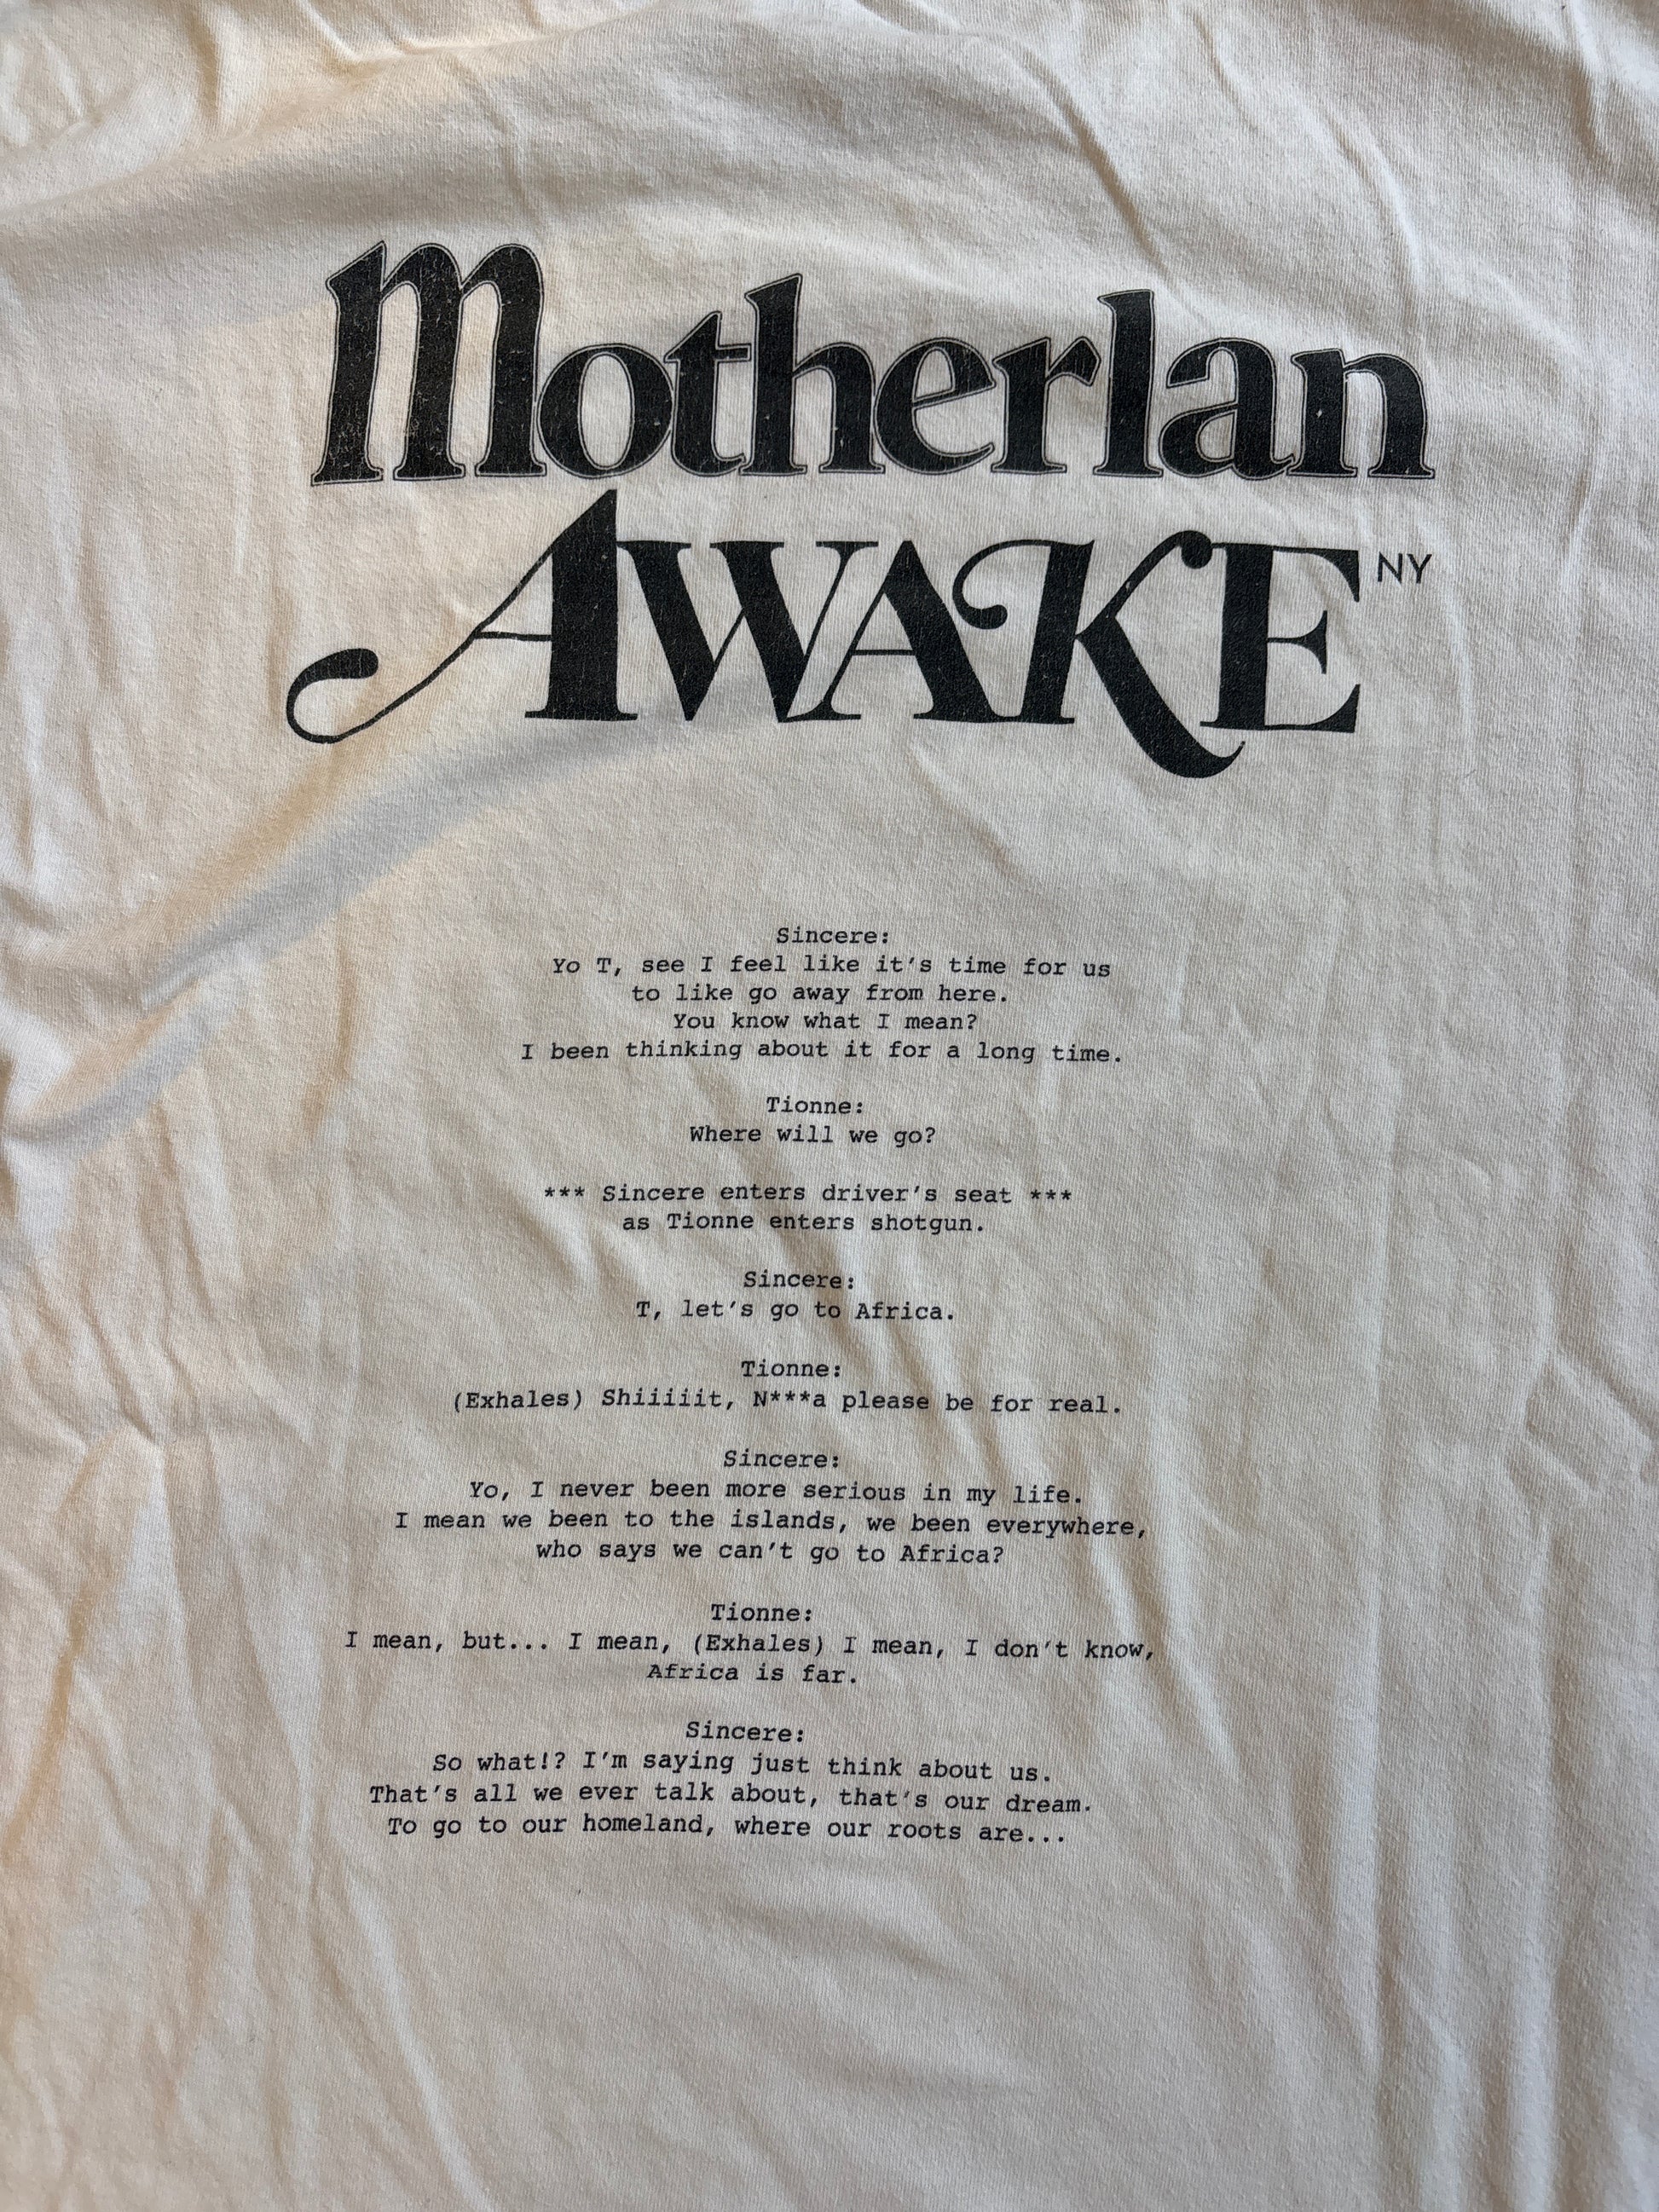 Motherlan
AWAKE NY
Sincere:
Yo T, see I feel like it's time for us
to like go away from here.
You know what I mean?
I been thinking about it for a long time.
Tionne:
Where will we go?
*** Sincere enters driver's seat ***
as Tionne enters shotgun.
Sincere:
T, let's go to Africa.
Tionne:
(Exhales) Shiiiiit, N***a please be for real.
Sincere:
Yo, I never been more serious in my life.
I mean we been to the islands, we been everywhere,
who says we can't go to Africa?
Tionne:
I mean, but... I mean, (Exhales) I mean, I don't know,
Africa is far.
Sincere:
So what!? I'm saying just think about us.
That's all we ever talk about, that's our dream.
To go to our homeland, where our roots are...